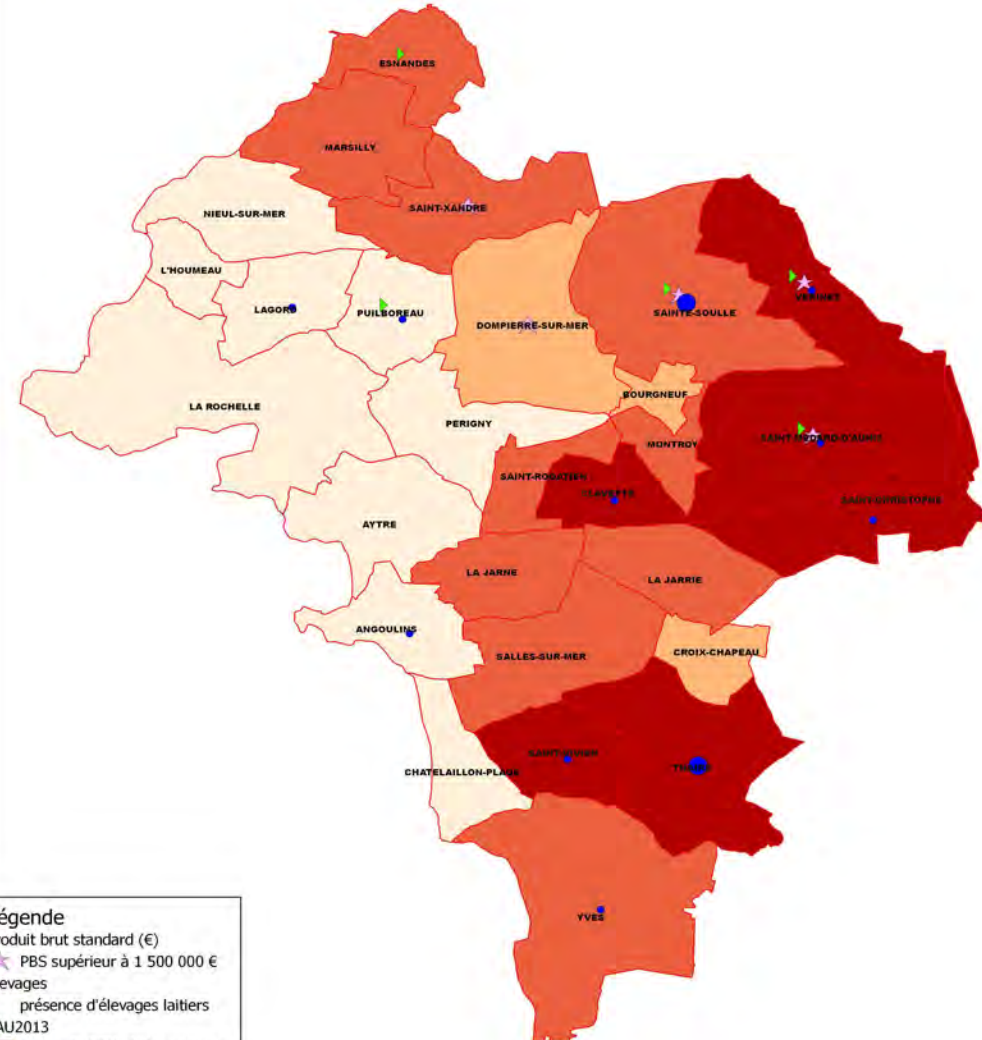 ESNANDES
MARSILLY
SAINT-XANDRE
NIEUL-SUR-MER
L'HOUMEAU
LAGORD
PUILBOREAU
DOMPIERRE-SUR-MER
SAINTE-SOULLE
VERINES
LA ROCHELLE
BOURGNEUF
PERIGNY
MONTROY
SAINT-MEDARD-D'AUNIS
SAINT-ROGATIEN
CLAVETTE
SAINT-CHRISTOPHE
AYTRE
LA JARNE
LA JARRIE
ANGOULINS
SALLES-SUR-MER
CROIX-CHAPEAU
SAINT-VIVIEN
THAIRE
CHATELAILLON-PLAGE
YVES
égende
roduit brut standard (€)
PBS supérieur à 1 500 000 €
evages
présence d'élevages laitiers
AU2013